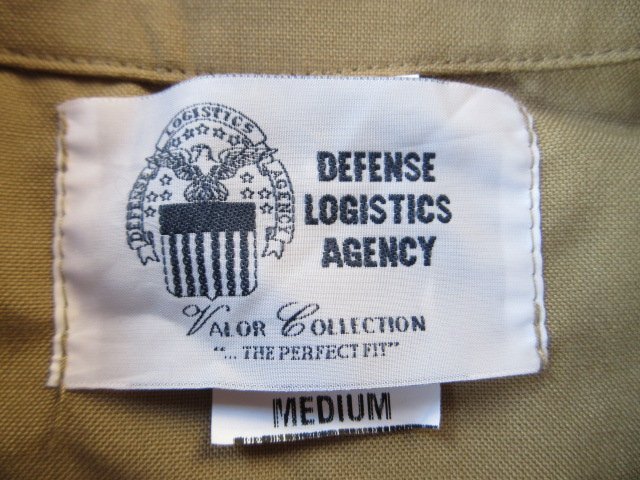 DEFENSE LOGISTICS AGENCY
DEFENSE
LOGISTICS
AGENCY
VALOR COLLECTION
"... THE PERFECT FIT"
MEDIUM